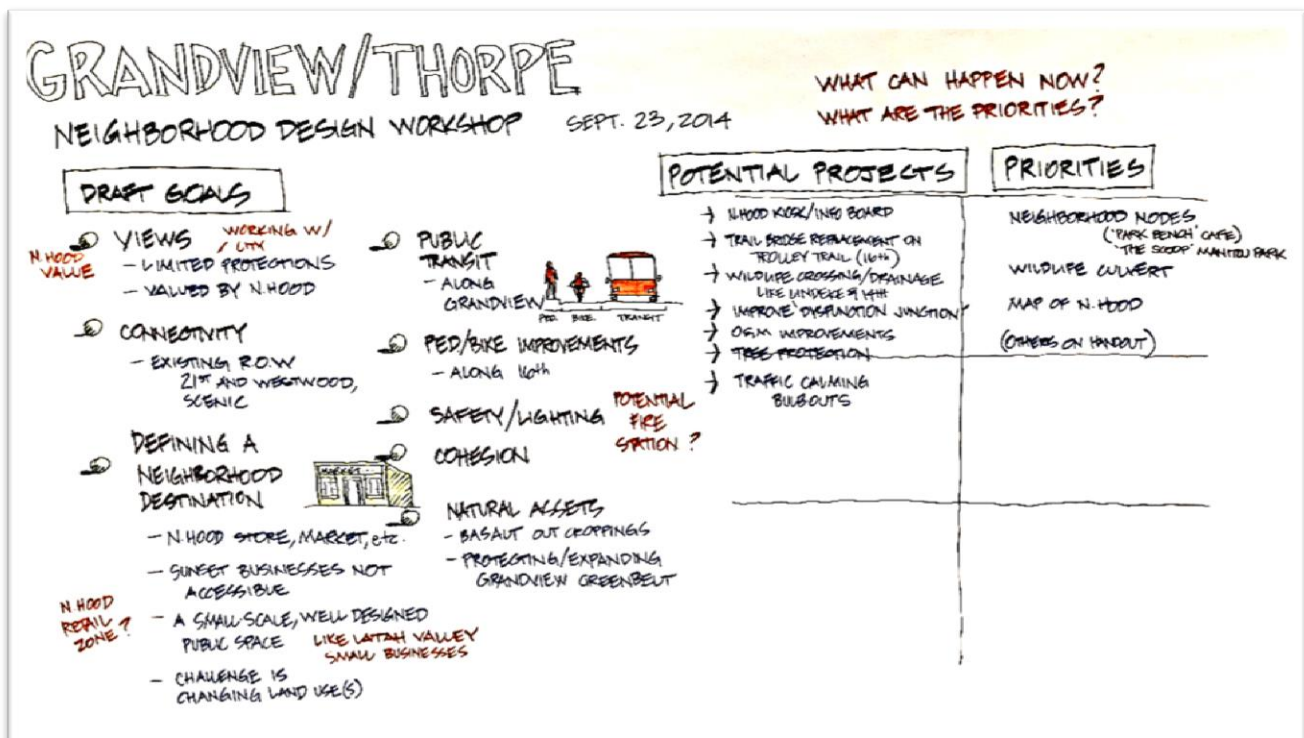 GRANDVIEW/THORPE
NEIGHBORHOOD DESIGN WORKSHOP SEPT. 23, 2014
WHAT CAN HAPPEN NOW?
WHAT ARE THE PRIORITIES?
DRAFT GOALS
VIEWS
WORKING W/
CITY
N.HOOD
VALUE
- LIMITED PROTECTIONS
- VALUED BY N.HOOD
CONNECTIVITY
- EXISTING R.O.W
21ST AND WESTWOOD,
SCENIC
DEFINING A
NEIGHBORHOOD
DESTINATION
MARKET
- N.HOOD STORE, MARKET, etc.
- SUNSET BUSINESSES NOT
ACCESSIBLE
N.HOOD
RETAIL
ZONE?
- A SMALL-SCALE, WELL DESIGNED
PUBLIC SPACE
LIKE LATAH VALLEY
SMALL BUSINESSES
- CHALLENGE IS
CHANGING LAND USE(S)
PUBLIC
TRANSIT
- ALONG
GRANDVIEW
PED. BIKE. TRANSIT
PED/BIKE IMPROVEMENTS
- ALONG 16th
SAFETY/LIGHTING
POTENTIAL
FIRE
STATION?
COHESION
NATURAL ASSETS
- BASALT OUT CROPPINGS
- PROTECTING/EXPANDING
GRANDVIEW GREENBELT
POTENTIAL PROJECTS
→ N.HOOD KIOSK/INFO BOARD
→ TRAIL BRIDGE REPLACEMENT ON
TROLLEY TRAIL (16th)
→ WILDLIFE CROSSING/DRAINAGE
LIKE LINDEKE & 14th
→ IMPROVE 'DYSFUNCTION JUNCTION'
→ IMPROVEMENTS
→ TREE PROTECTION
→ TRAFFIC CALMING
BULBOUTS
PRIORITIES
NEIGHBORHOOD NODES
('PARK BENCH' CAFE)
'THE SCOOP' MANITOU PARK
WILDLIFE CULVERT
MAP OF N.HOOD
(OTHERS ON HANDOUT)